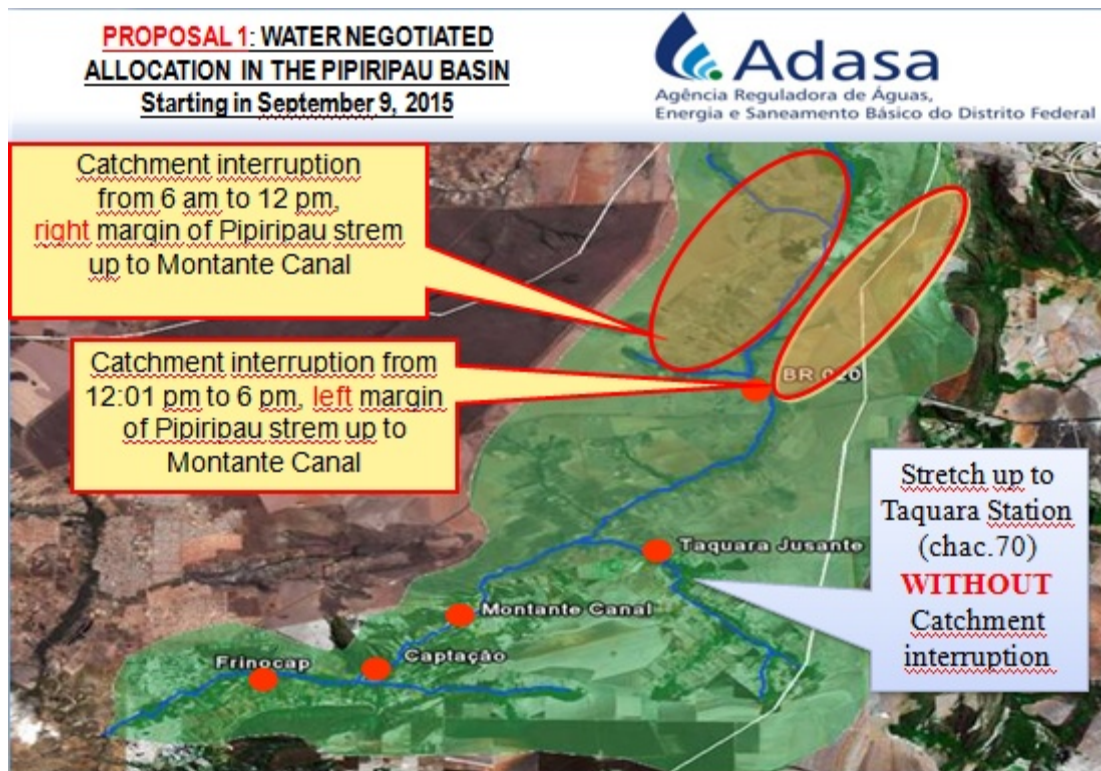 PROPOSAL 1: WATER NEGOTIATED
ALLOCATION IN THE PIPIRIPAU BASIN
Starting in September 9, 2015
Adasa
Agência Reguladora de Águas,
Energia e Saneamento Básico do Distrito Federal
Catchment interruption
from 6 am to 12 pm,
right margin of Pipiripau strem
up to Montante Canal
Catchment interruption from
12:01 pm to 6 pm, left margin
of Pipiripau strem up to
Montante Canal
BR 020
Stretch up to
Taquara Station
(chac.70)
WITHOUT
Catchment
interruption
Taquara Jusante
Montante Canal
Captação
Frinocap